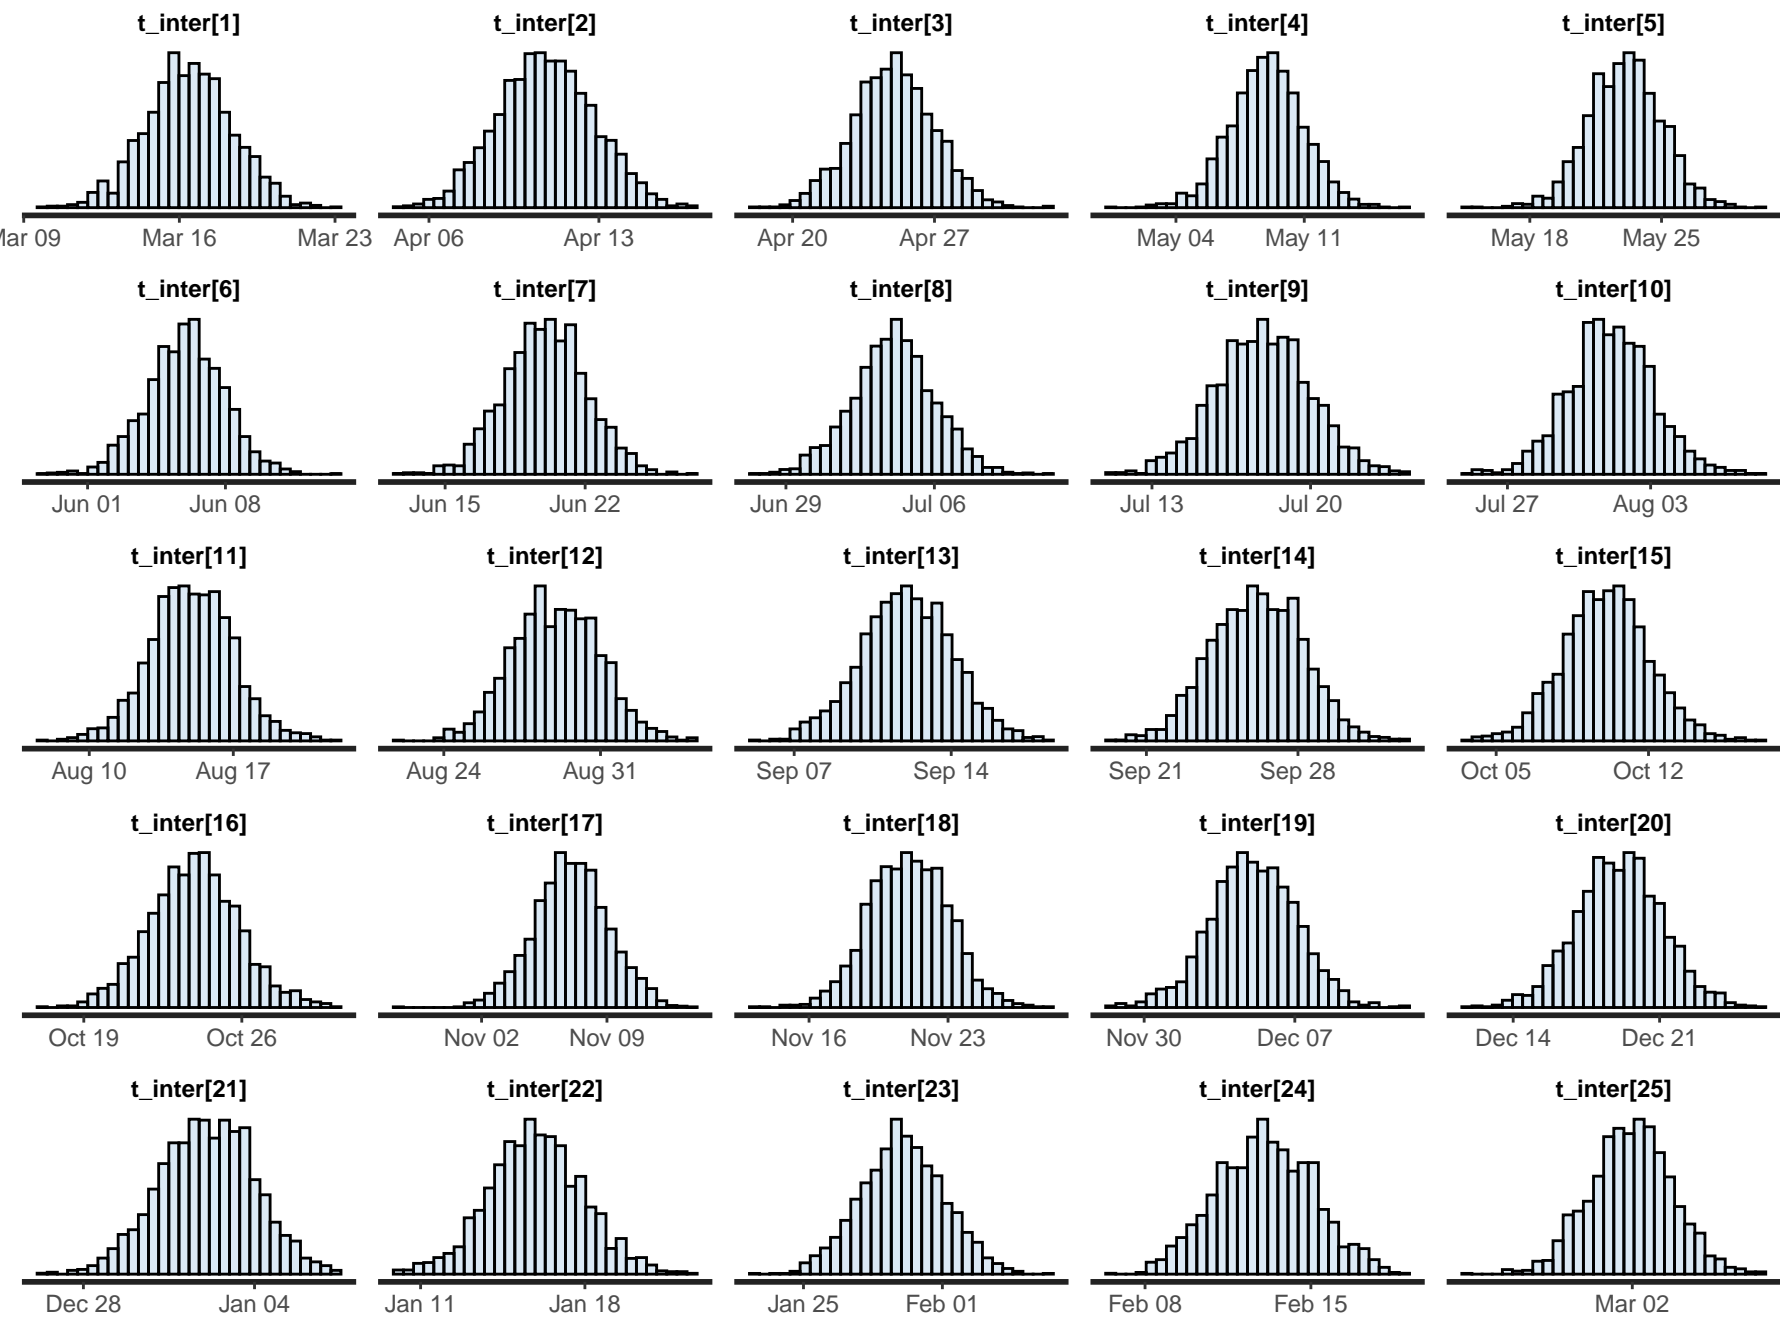 t_inter[1] t_inter[2] t_inter[3] t_inter[4] t_inter[5]
Mar 09 Mar 16 Mar 23 Apr 06 Apr 13 Apr 20 Apr 27 May 04 May 11 May 18 May 25
t_inter[6] t_inter[7] t_inter[8] t_inter[9] t_inter[10]
Jun 01 Jun 08 Jun 15 Jun 22 Jun 29 Jul 06 Jul 13 Jul 20 Jul 27 Aug 03
t_inter[11] t_inter[12] t_inter[13] t_inter[14] t_inter[15]
Aug 10 Aug 17 Aug 24 Aug 31 Sep 07 Sep 14 Sep 21 Sep 28 Oct 05 Oct 12
t_inter[16] t_inter[17] t_inter[18] t_inter[19] t_inter[20]
Oct 19 Oct 26 Nov 02 Nov 09 Nov 16 Nov 23 Nov 30 Dec 07 Dec 14 Dec 21
t_inter[21] t_inter[22] t_inter[23] t_inter[24] t_inter[25]
Dec 28 Jan 04 Jan 11 Jan 18 Jan 25 Feb 01 Feb 08 Feb 15 Mar 02